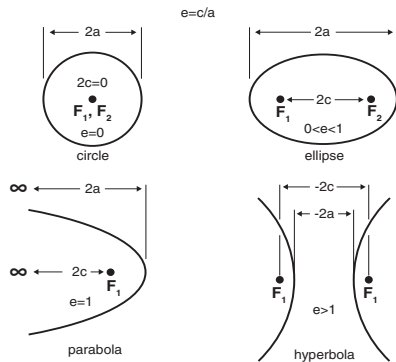 e=c/a
2a
2c=0
F1, F2
e=0
circle
2a
2c
F1 F2
0<e<1
ellipse
∞ 2a
∞ 2c
F1
e=1
parabola
-2c
-2a
F1 F1
e>1
hyperbola